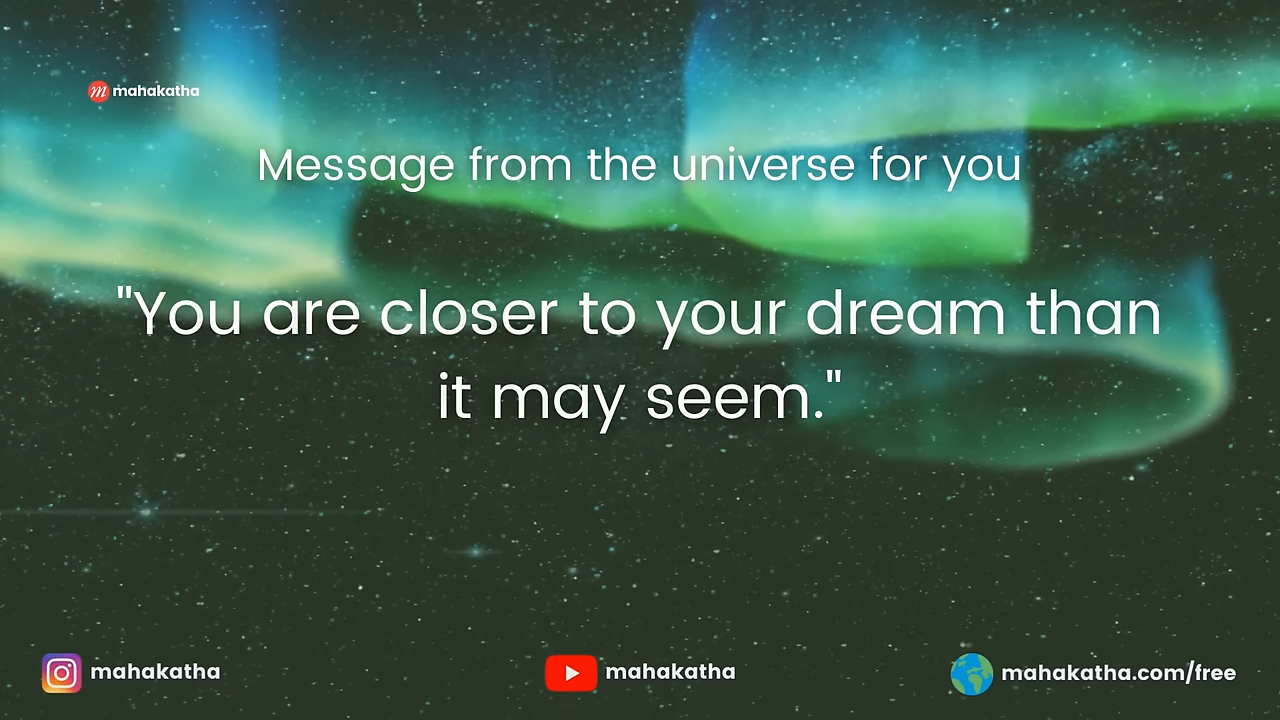 mahakatha
Message from the universe for you
"You are closer to your dream than
it may seem."
mahakatha
mahakatha
mahakatha.com/free